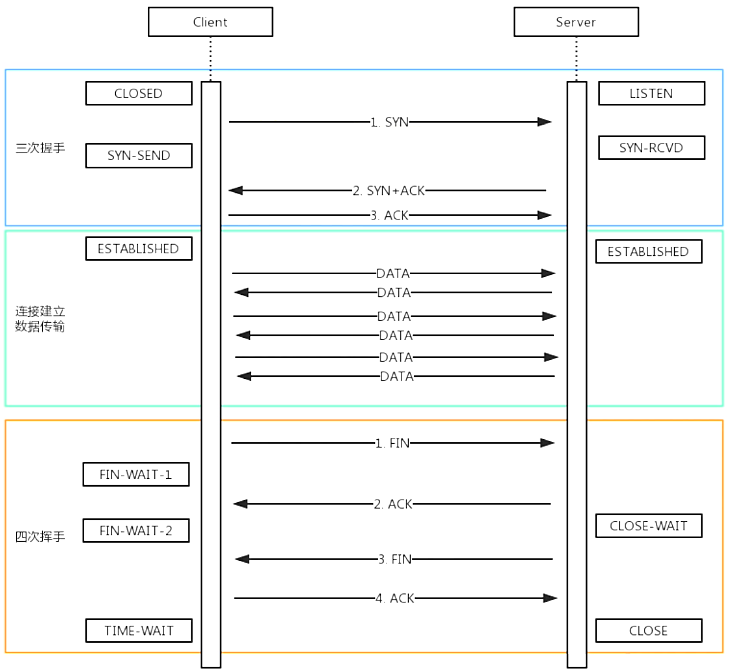 Client
Server
CLOSED
LISTEN
1. SYN
三次握手
SYN-SEND
SYN-RCVD
2. SYN+ACK
3. ACK
ESTABLISHED
ESTABLISHED
DATA
DATA
连接建立
数据传输
DATA
DATA
DATA
DATA
1. FIN
FIN-WAIT-1
2. ACK
四次挥手
FIN-WAIT-2
CLOSE-WAIT
3. FIN
4. ACK
TIME-WAIT
CLOSE